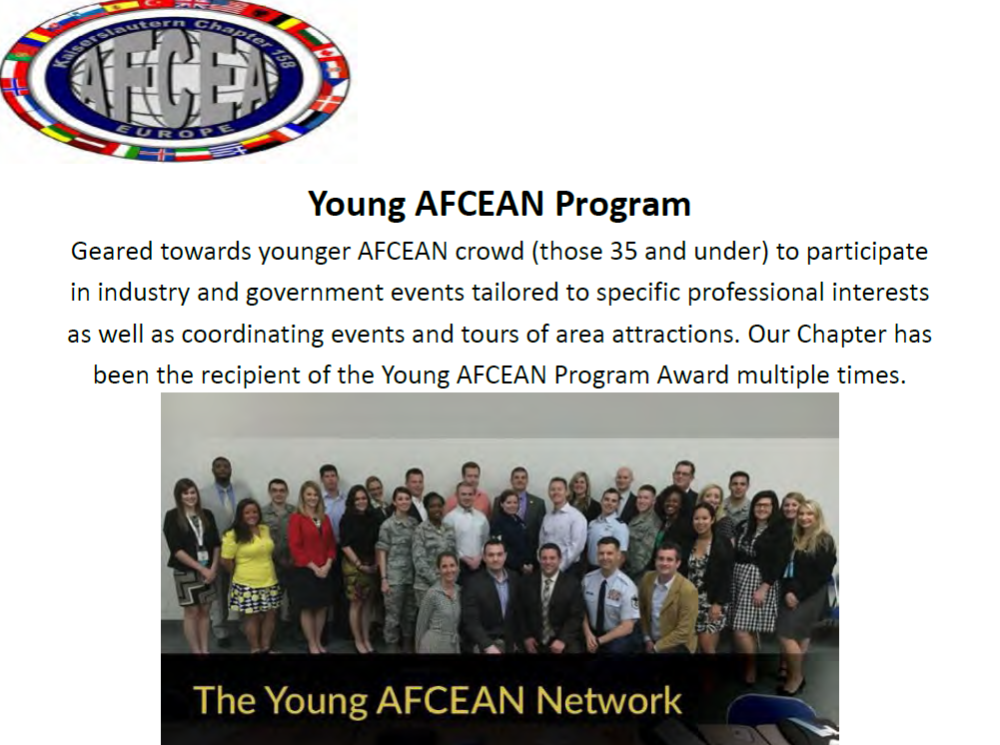 Kaiserslautern Chapter 158
AFCEA
EUROPE
Young AFCEAN Program
Geared towards younger AFCEAN crowd (those 35 and under) to participate
in industry and government events tailored to specific professional interests
as well as coordinating events and tours of area attractions. Our Chapter has
been the recipient of the Young AFCEAN Program Award multiple times.
The Young AFCEAN Network